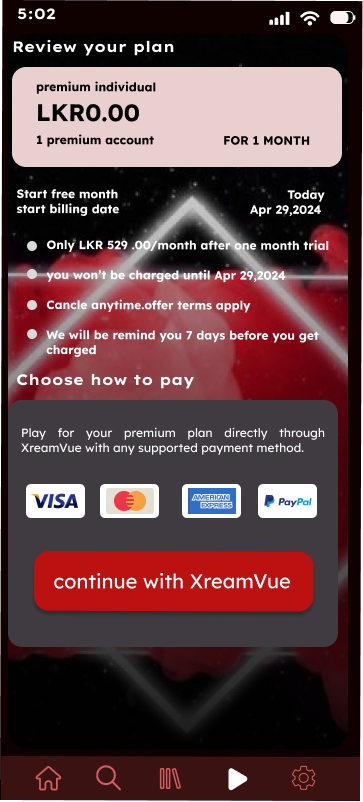 5:02
Review your plan
premium individual
LKR0.00
1 premium account FOR 1 MONTH
Start free month Today
start billing date Apr 29,2024
Only LKR 529 .00/month after one month trial
you won't be charged until Apr 29,2024
Cancle anytime.offer terms apply
We will be remind you 7 days before you get
charged
Choose how to pay
Play for your premium plan directly through
XreamVue with any supported payment method.
VISA AMERICAN EXPRESS PayPal
continue with XreamVue